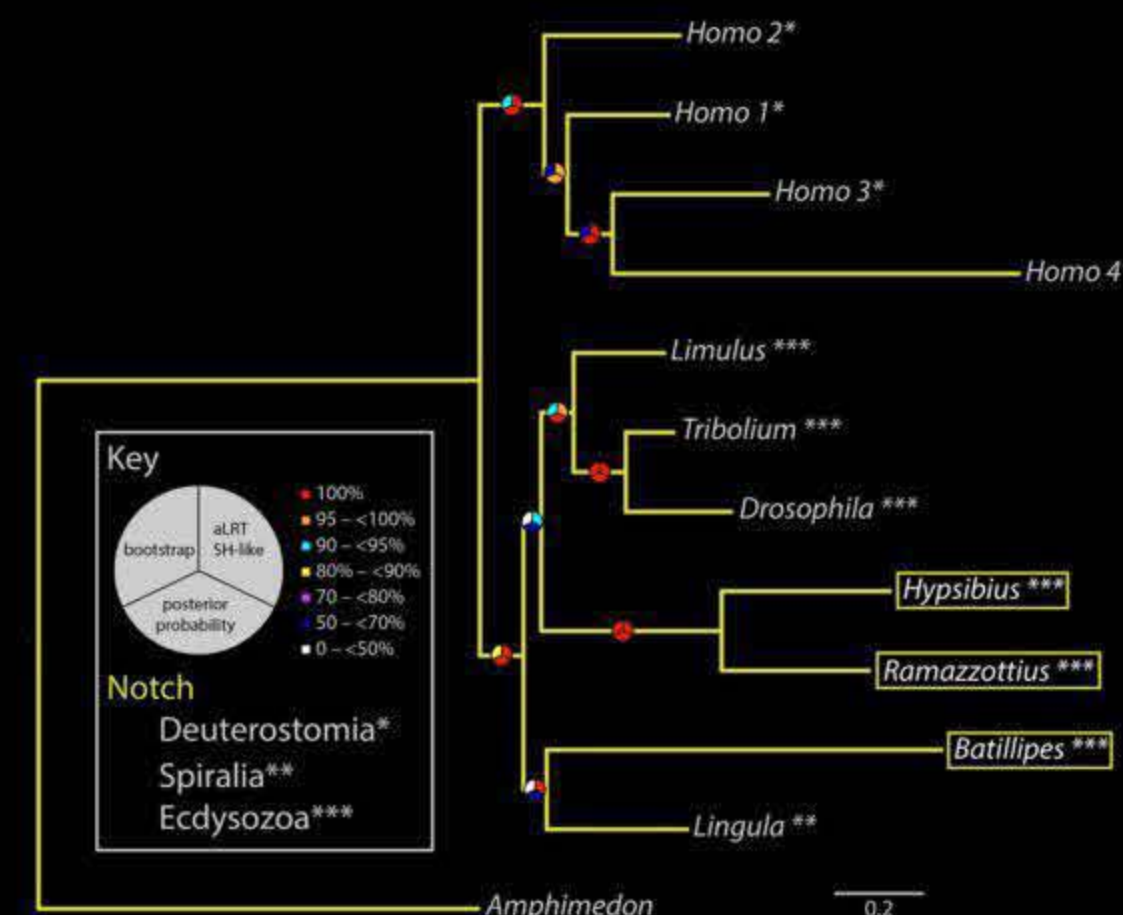 Homo 2*
Homo 1*
Homo 3*
Homo 4
Limulus ***
Tribolium ***
Drosophila ***
Hypsibius ***
Ramazzottius ***
Batillipes ***
Lingula **
Amphimedon
0.2
Key
bootstrap
aLRT
SH-like
posterior
probability
100%
95 – <100%
90 – <95%
80% – <90%
70 – <80%
50 – <70%
0 – <50%
Notch
Deuterostomia*
Spiralia**
Ecdysozoa***